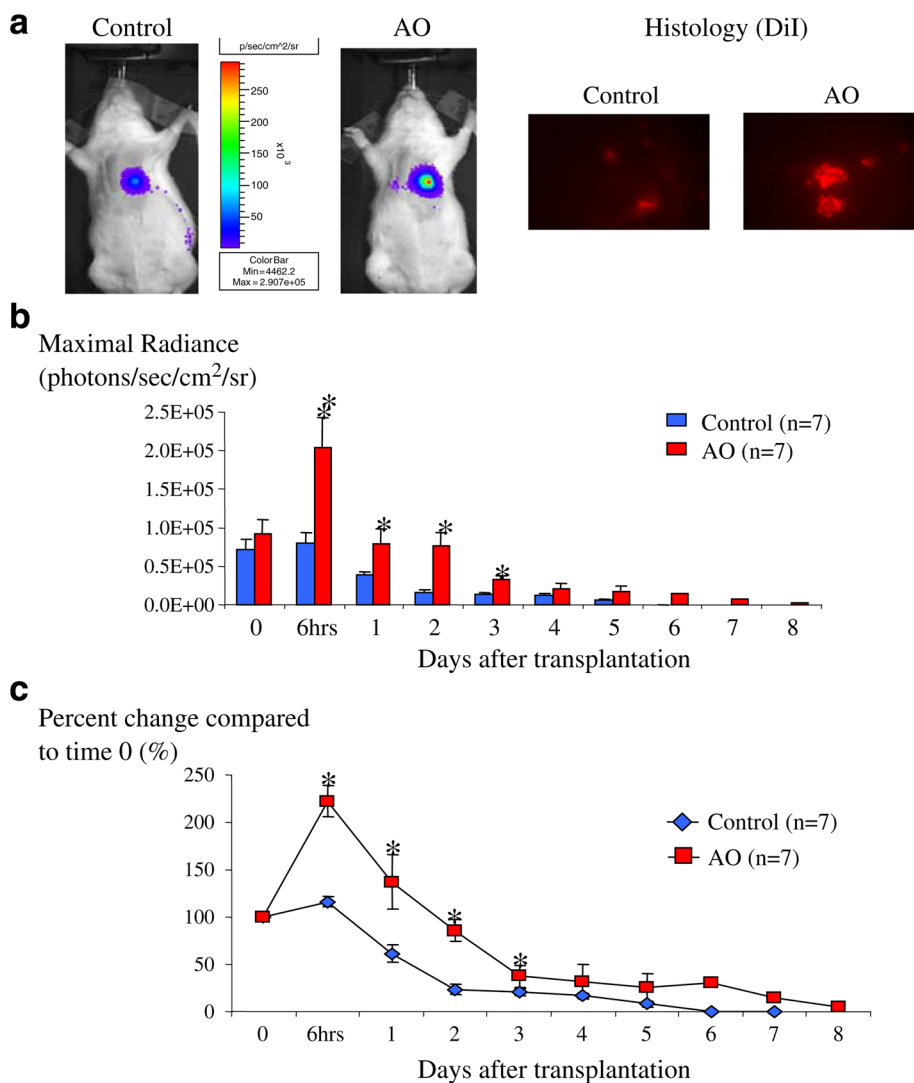 a
Control
AO
Histology (DiI)
p/sec/cm^2/sr
250
200
150
100
50
x10^3
Color Bar
Min = 4462.2
Max = 2.907e+05
Control
AO
b
Maximal Radiance
(photons/sec/cm²/sr)
2.5E+05
2.0E+05
1.5E+05
1.0E+05
0.5E+05
0.0E+00
*
*
*
*
*
Control (n=7)
AO (n=7)
0 6hrs 1 2 3 4 5 6 7 8
Days after transplantation
c
Percent change compared
to time 0 (%)
250
200
150
100
50
0
*
*
*
*
Control (n=7)
AO (n=7)
0 6hrs 1 2 3 4 5 6 7 8
Days after transplantation